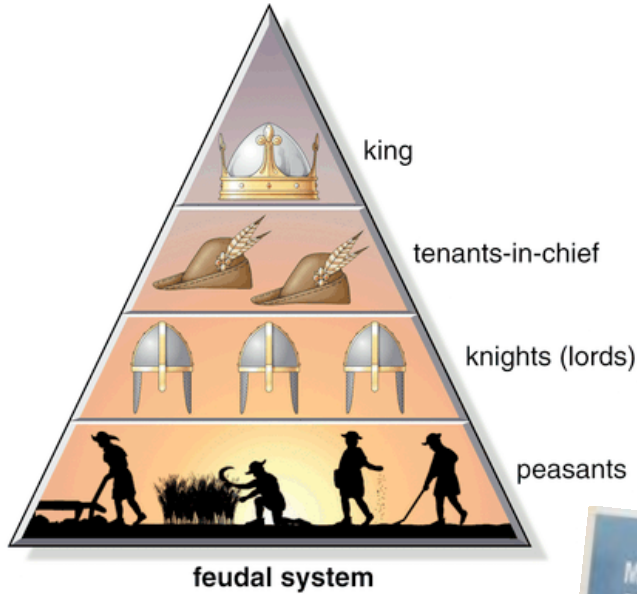 king
tenants-in-chief
knights (lords)
peasants
feudal system